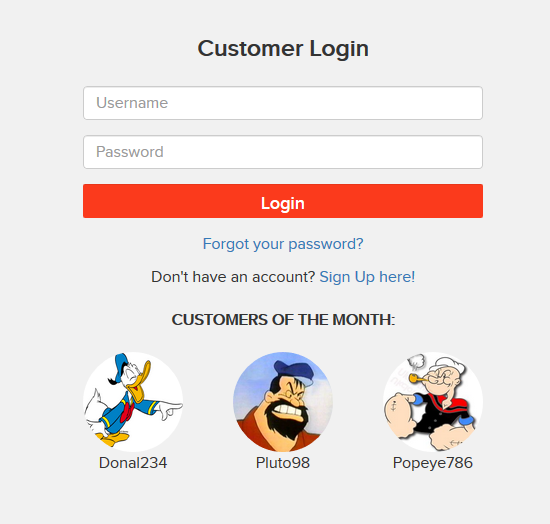 Customer Login
Username
Password
Login
Forgot your password?
Don't have an account? Sign Up here!
CUSTOMERS OF THE MONTH:
Donal234 Pluto98 Popeye786